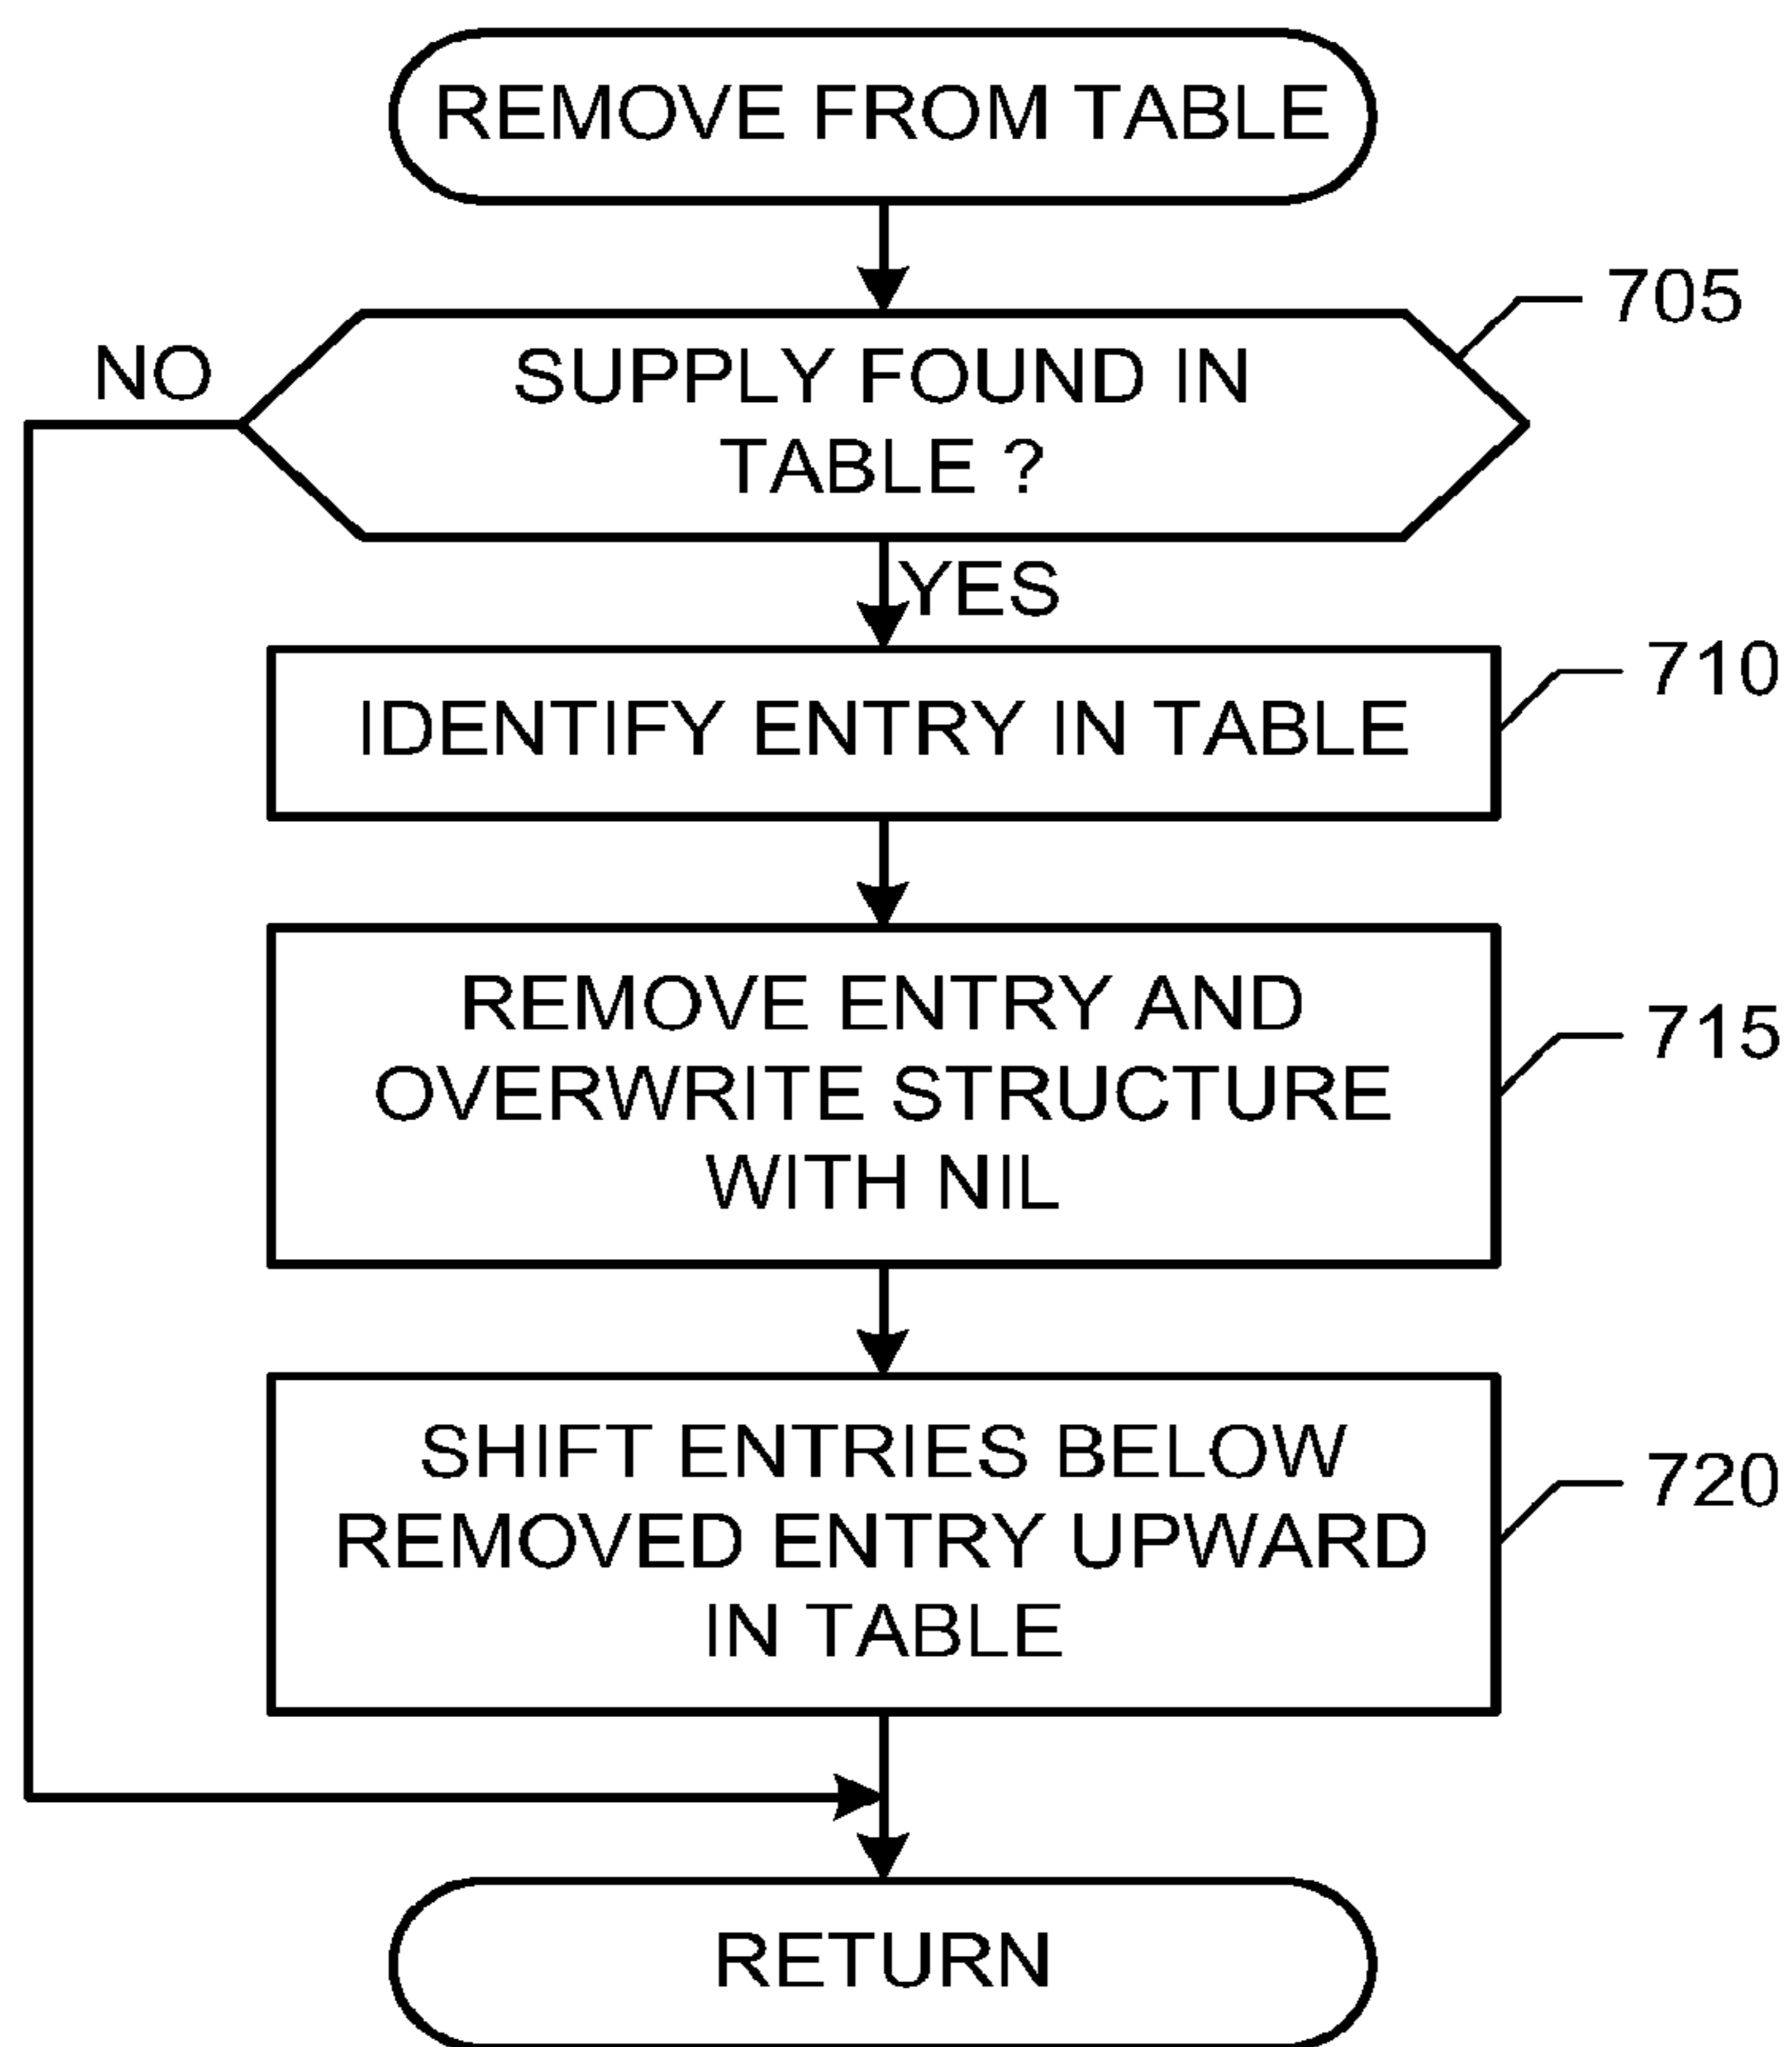 REMOVE FROM TABLE
705
NO
SUPPLY FOUND IN
TABLE ?
YES
710
IDENTIFY ENTRY IN TABLE
715
REMOVE ENTRY AND
OVERWRITE STRUCTURE
WITH NIL
720
SHIFT ENTRIES BELOW
REMOVED ENTRY UPWARD
IN TABLE
RETURN